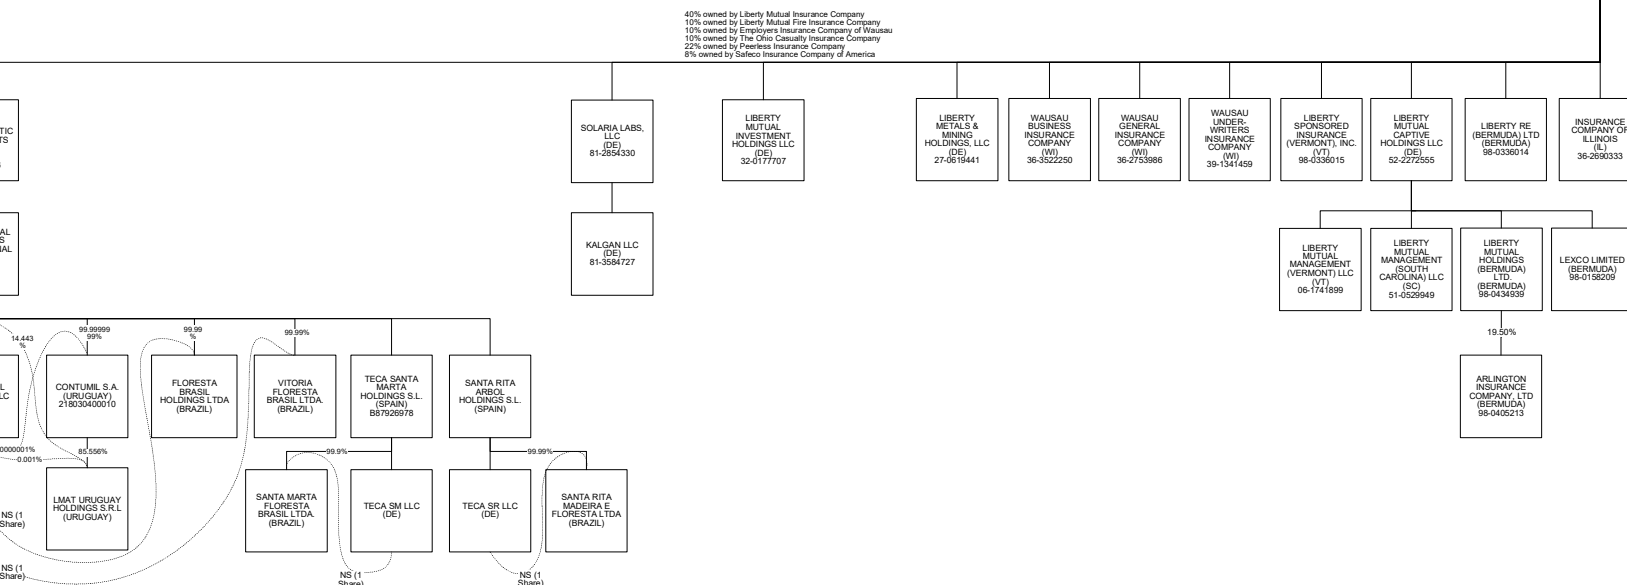 40% owned by Liberty Mutual Insurance Company
10% owned by Liberty Mutual Fire Insurance Company
10% owned by Employers Insurance Company of Wausau
10% owned by The Ohio Casualty Insurance Company
22% owned by Peerless Insurance Company
8% owned by Safeco Insurance Company of America
TIC
TS
SOLARIA LABS,
LLC
(DE)
81-2854330
LIBERTY
MUTUAL
INVESTMENT
HOLDINGS LLC
(DE)
32-0177707
LIBERTY
METALS &
MINING
HOLDINGS, LLC
(DE)
27-0619441
WAUSAU
BUSINESS
INSURANCE
COMPANY
(WI)
36-3522250
WAUSAU
GENERAL
INSURANCE
COMPANY
(WI)
36-2753986
WAUSAU
UNDER-
WRITERS
INSURANCE
COMPANY
(WI)
39-1341459
LIBERTY
SPONSORED
INSURANCE
(VERMONT), INC.
(VT)
98-0336015
LIBERTY
MUTUAL
CAPTIVE
HOLDINGS LLC
(DE)
52-2272555
LIBERTY RE
(BERMUDA) LTD
(BERMUDA)
98-0336014
INSURANCE
COMPANY OF
ILLINOIS
(IL)
36-2690333
AL
S
IAL
KALGAN LLC
(DE)
81-3584727
LIBERTY
MUTUAL
MANAGEMENT
(VERMONT) LLC
(VT)
06-1741899
LIBERTY
MUTUAL
MANAGEMENT
(SOUTH
CAROLINA) LLC
(SC)
51-0529949
LIBERTY
MUTUAL
HOLDINGS
(BERMUDA)
LTD.
(BERMUDA)
98-0434939
LEXCO LIMITED
(BERMUDA)
98-0158209
14.443
%
99.99999
99%
99.99
%
99.99%
19.50%
L
LC
CONTUMIL S.A.
(URUGUAY)
218030400010
FLORESTA
BRASIL
HOLDINGS LTDA
(BRAZIL)
VITORIA
FLORESTA
BRASIL LTDA.
(BRAZIL)
TECA SANTA
MARTA
HOLDINGS S.L.
(SPAIN)
B87926978
SANTA RITA
ARBOL
HOLDINGS S.L.
(SPAIN)
ARLINGTON
INSURANCE
COMPANY, LTD
(BERMUDA)
98-0405213
0000001%
0.001%
85.556%
99.9%
99.99%
LMAT URUGUAY
HOLDINGS S.R.L
(URUGUAY)
SANTA MARTA
FLORESTA
BRASIL LTDA.
(BRAZIL)
TECA SM LLC
(DE)
TECA SR LLC
(DE)
SANTA RITA
MADEIRA E
FLORESTA LTDA
(BRAZIL)
NS (1
Share)
NS (1
Share)
NS (1
Share)
NS (1
Share)